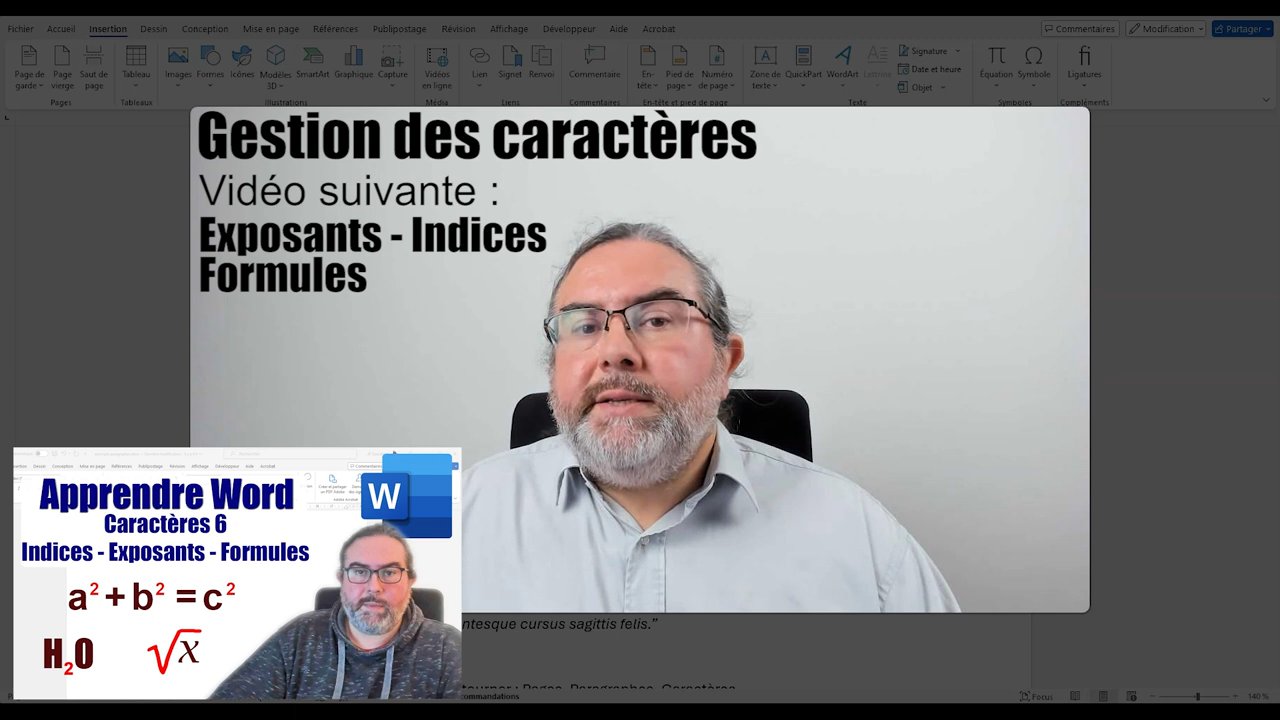 Fichier Accueil Insertion Dessin Conception Mise en page Références Publipostage Révision Affichage Développeur Aide Acrobat Commentaires Modification Partager
Page de garde Page vierge Saut de page Tableau Images Formes Icônes Modèles 3D SmartArt Graphique Capture Vidéos en ligne Lien Signet Renvoi Commentaire En-tête Pied de page Numéro de page Zone de texte QuickPart WordArt Lettrine Signature Date et heure Objet Équation Symbole Ligatures
Pages Tableaux Illustrations Média Liens Commentaires En-tête et pied de page Texte Symboles Compléments
Gestion des caractères
Vidéo suivante :
Exposants - Indices
Formules
Apprendre Word
W
Caractères 6
Indices - Exposants - Formules
a² + b² = c²
H₂O √x
ntesque cursus sagittis felis.”
tourner : Pages, Paragraphes, Caractères
ommandations Focus 140 %